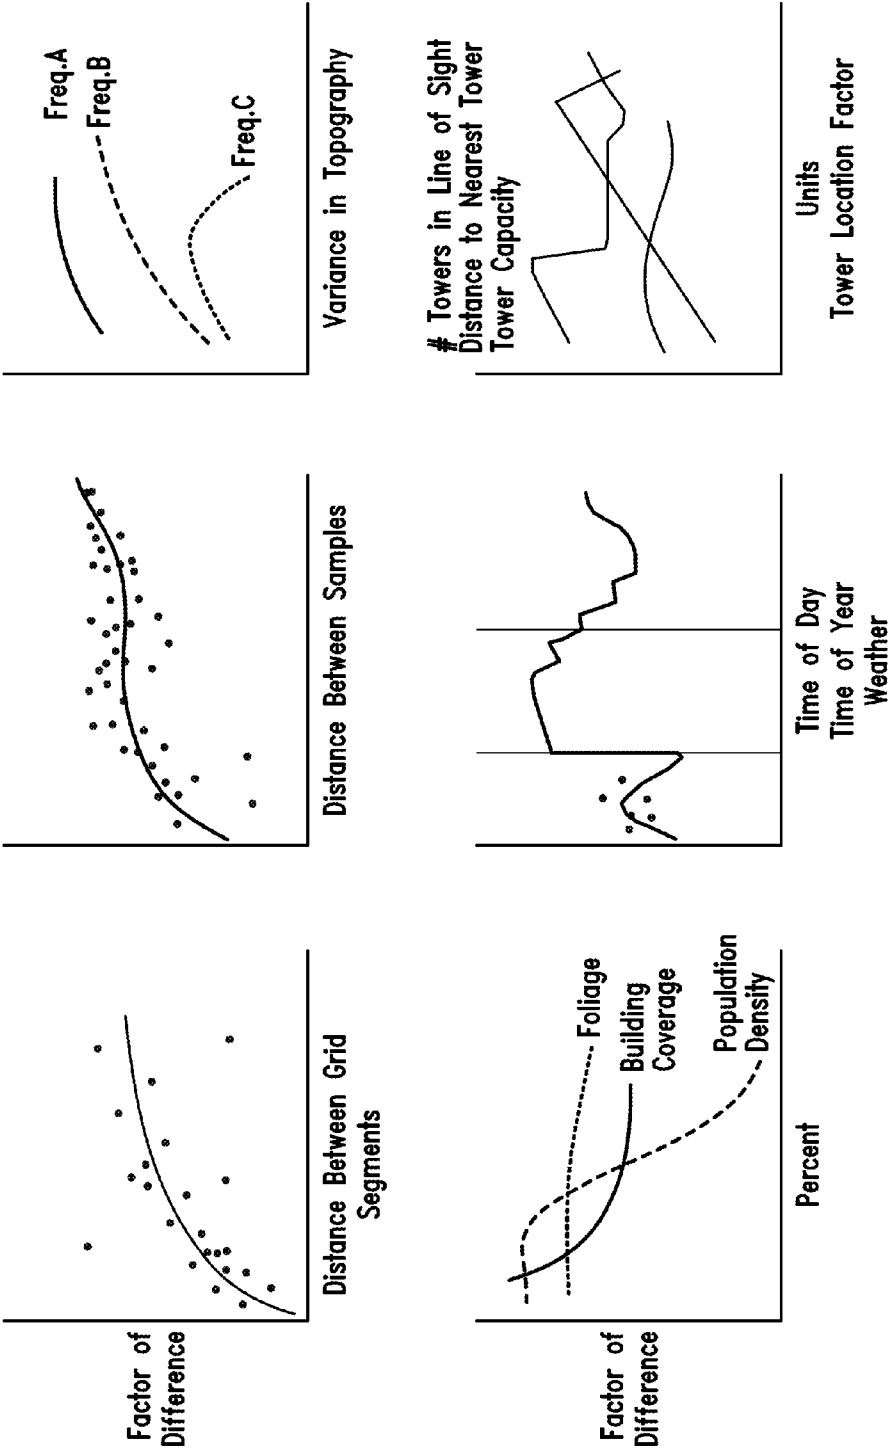 Factor of
Difference
Distance Between Grid
Segments
Distance Between Samples
Freq.A
Freq.B
Freq.C
Variance in Topography
Factor of
Difference
Foliage
Building
Coverage
Population
Density
Percent
Time of Day
Time of Year
Weather
# Towers in Line of Sight
Distance to Nearest Tower
Tower Capacity
Units
Tower Location Factor